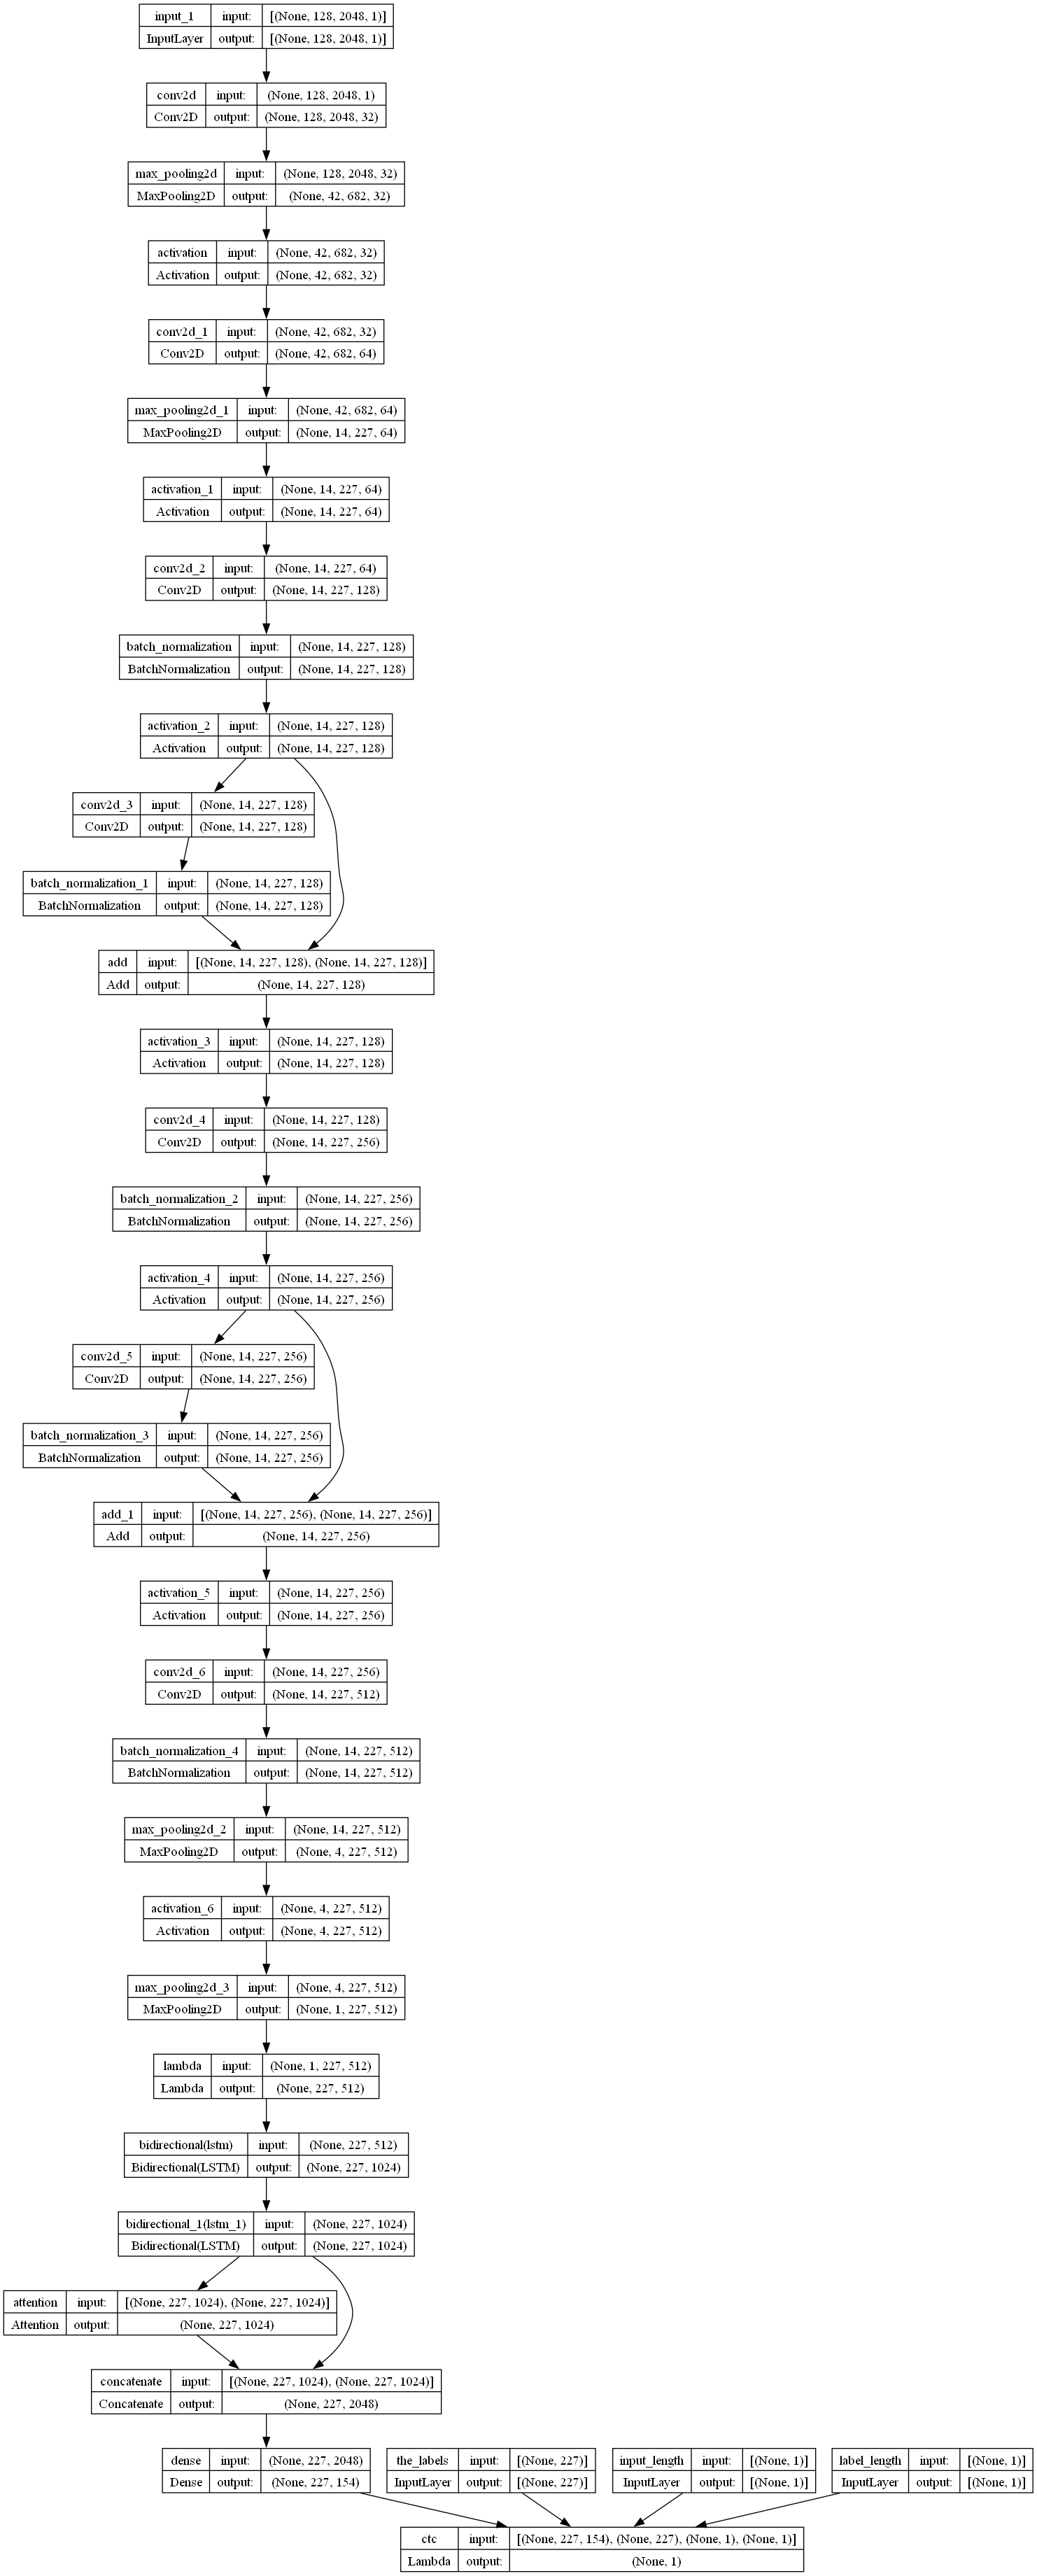 input_1 input: [(None, 128, 2048, 1)]
InputLayer output: [(None, 128, 2048, 1)]
conv2d input: (None, 128, 2048, 1)
Conv2D output: (None, 128, 2048, 32)
max_pooling2d input: (None, 128, 2048, 32)
MaxPooling2D output: (None, 42, 682, 32)
activation input: (None, 42, 682, 32)
Activation output: (None, 42, 682, 32)
conv2d_1 input: (None, 42, 682, 32)
Conv2D output: (None, 42, 682, 64)
max_pooling2d_1 input: (None, 42, 682, 64)
MaxPooling2D output: (None, 14, 227, 64)
activation_1 input: (None, 14, 227, 64)
Activation output: (None, 14, 227, 64)
conv2d_2 input: (None, 14, 227, 64)
Conv2D output: (None, 14, 227, 128)
batch_normalization input: (None, 14, 227, 128)
BatchNormalization output: (None, 14, 227, 128)
activation_2 input: (None, 14, 227, 128)
Activation output: (None, 14, 227, 128)
conv2d_3 input: (None, 14, 227, 128)
Conv2D output: (None, 14, 227, 128)
batch_normalization_1 input: (None, 14, 227, 128)
BatchNormalization output: (None, 14, 227, 128)
add input: [(None, 14, 227, 128), (None, 14, 227, 128)]
Add output: (None, 14, 227, 128)
activation_3 input: (None, 14, 227, 128)
Activation output: (None, 14, 227, 128)
conv2d_4 input: (None, 14, 227, 128)
Conv2D output: (None, 14, 227, 256)
batch_normalization_2 input: (None, 14, 227, 256)
BatchNormalization output: (None, 14, 227, 256)
activation_4 input: (None, 14, 227, 256)
Activation output: (None, 14, 227, 256)
conv2d_5 input: (None, 14, 227, 256)
Conv2D output: (None, 14, 227, 256)
batch_normalization_3 input: (None, 14, 227, 256)
BatchNormalization output: (None, 14, 227, 256)
add_1 input: [(None, 14, 227, 256), (None, 14, 227, 256)]
Add output: (None, 14, 227, 256)
activation_5 input: (None, 14, 227, 256)
Activation output: (None, 14, 227, 256)
conv2d_6 input: (None, 14, 227, 256)
Conv2D output: (None, 14, 227, 512)
batch_normalization_4 input: (None, 14, 227, 512)
BatchNormalization output: (None, 14, 227, 512)
max_pooling2d_2 input: (None, 14, 227, 512)
MaxPooling2D output: (None, 4, 227, 512)
activation_6 input: (None, 4, 227, 512)
Activation output: (None, 4, 227, 512)
max_pooling2d_3 input: (None, 4, 227, 512)
MaxPooling2D output: (None, 1, 227, 512)
lambda input: (None, 1, 227, 512)
Lambda output: (None, 227, 512)
bidirectional(lstm) input: (None, 227, 512)
Bidirectional(LSTM) output: (None, 227, 1024)
bidirectional_1(lstm_1) input: (None, 227, 1024)
Bidirectional(LSTM) output: (None, 227, 1024)
attention input: [(None, 227, 1024), (None, 227, 1024)]
Attention output: (None, 227, 1024)
concatenate input: [(None, 227, 1024), (None, 227, 1024)]
Concatenate output: (None, 227, 2048)
dense input: (None, 227, 2048) the_labels input: [(None, 227)] input_length input: [(None, 1)] label_length input: [(None, 1)]
Dense output: (None, 227, 154) InputLayer output: [(None, 227)] InputLayer output: [(None, 1)] InputLayer output: [(None, 1)]
ctc input: [(None, 227, 154), (None, 227), (None, 1), (None, 1)]
Lambda output: (None, 1)